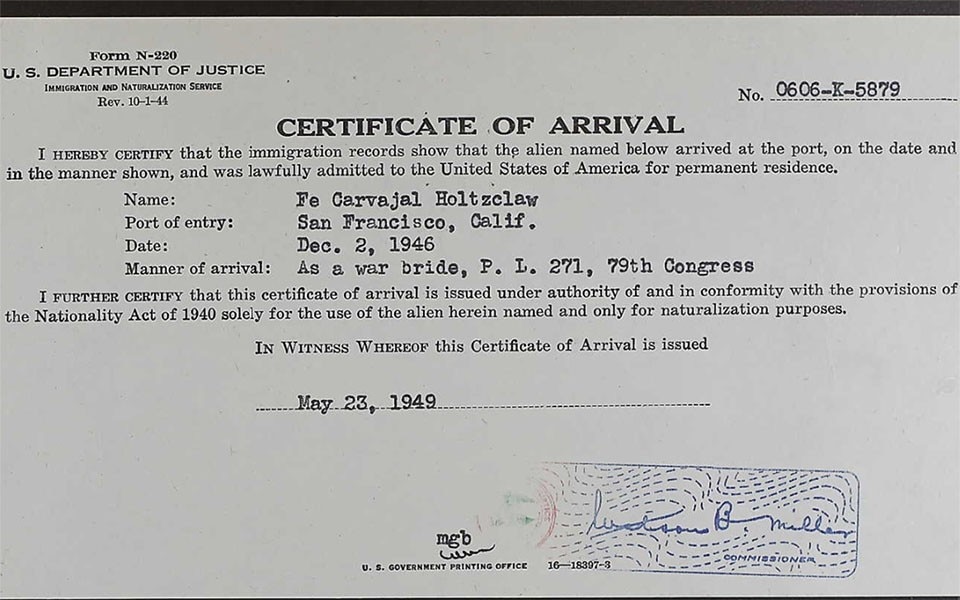 Form N-220
U. S. DEPARTMENT OF JUSTICE
IMMIGRATION AND NATURALIZATION SERVICE
Rev. 10-1-44
No. 0606-K-5879
CERTIFICATE OF ARRIVAL
I HEREBY CERTIFY that the immigration records show that the alien named below arrived at the port, on the date and
in the manner shown, and was lawfully admitted to the United States of America for permanent residence.
Name: Fe Carvajal Holtzclaw
Port of entry: San Francisco, Calif.
Date: Dec. 2, 1946
Manner of arrival: As a war bride, P. L. 271, 79th Congress
I FURTHER CERTIFY that this certificate of arrival is issued under authority of and in conformity with the provisions of
the Nationality Act of 1940 solely for the use of the alien herein named and only for naturalization purposes.
IN WITNESS WHEREOF this Certificate of Arrival is issued
May 23, 1949
Watson B. Miller
COMMISSIONER
mgb
U. S. GOVERNMENT PRINTING OFFICE 16—18397-3